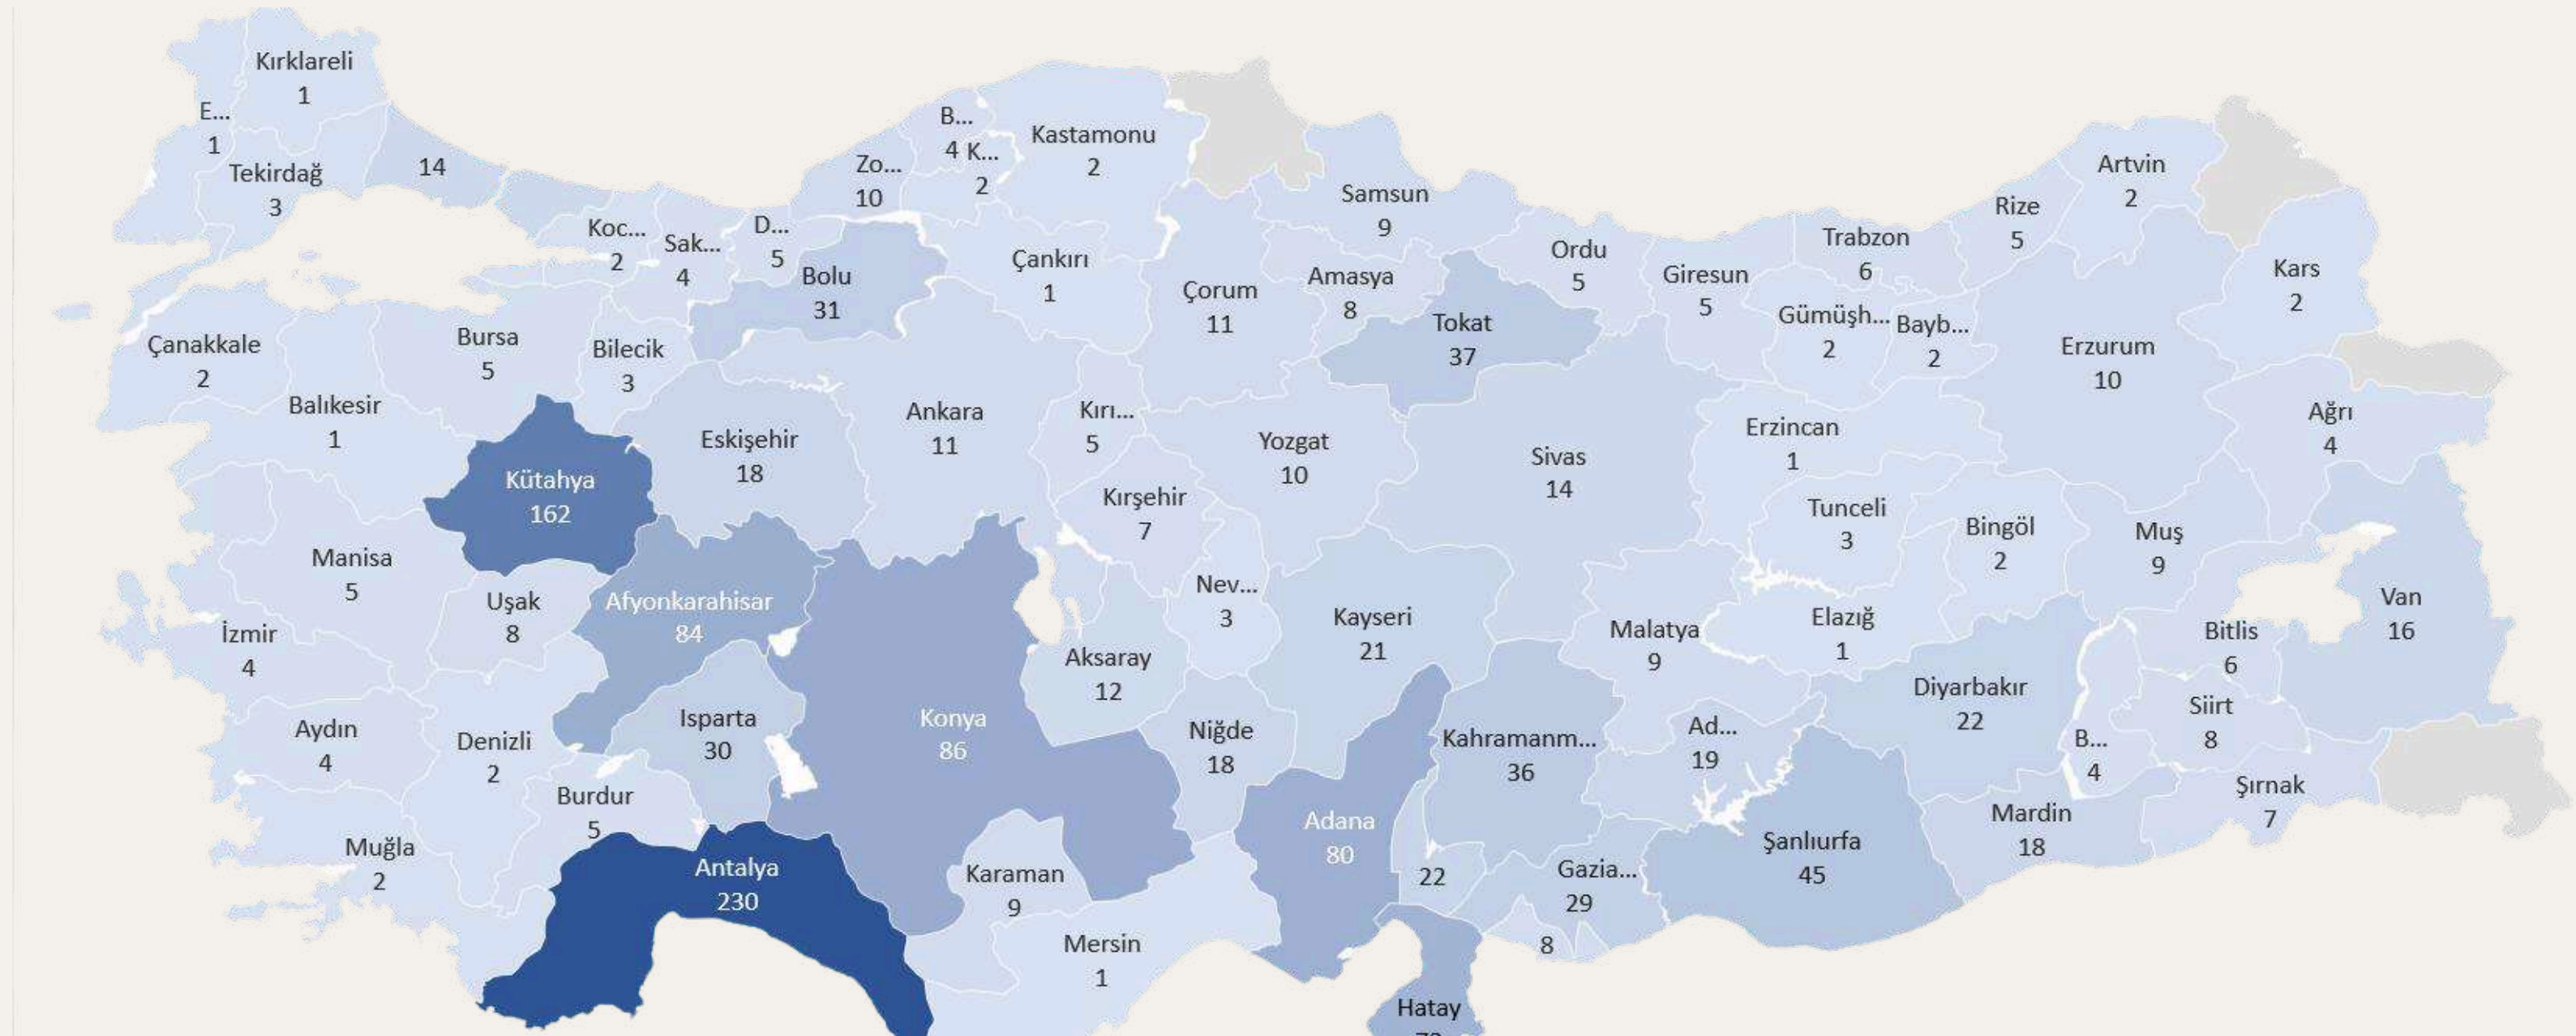 Kırklareli
1
E...
1
Tekirdağ
3
14
B...
4
K...
2
Kastamonu
2
Zo...
10
Koc...
2
Sak...
4
D...
5
Bolu
31
Çankırı
1
Samsun
9
Amasya
8
Çorum
11
Tokat
37
Ordu
5
Giresun
5
Trabzon
6
Gümüşh...
2
Bayb...
2
Rize
5
Artvin
2
Kars
2
Erzurum
10
Ağrı
4
Çanakkale
2
Balıkesir
1
Bursa
5
Bilecik
3
Kütahya
162
Eskişehir
18
Ankara
11
Kırı...
5
Kırşehir
7
Yozgat
10
Sivas
14
Erzincan
1
Tunceli
3
Bingöl
2
Muş
9
Van
16
Bitlis
6
Manisa
5
Uşak
8
Afyonkarahisar
84
İzmir
4
Konya
86
Aksaray
12
Nev...
3
Kayseri
21
Malatya
9
Elazığ
1
Diyarbakır
22
Siirt
8
B...
4
Şırnak
7
Aydın
4
Denizli
2
Isparta
30
Burdur
5
Muğla
2
Antalya
230
Karaman
9
Mersin
1
Niğde
18
Adana
80
Kahramanm...
36
Ad...
19
22
Gazia...
29
8
Şanlıurfa
45
Mardin
18
Hatay